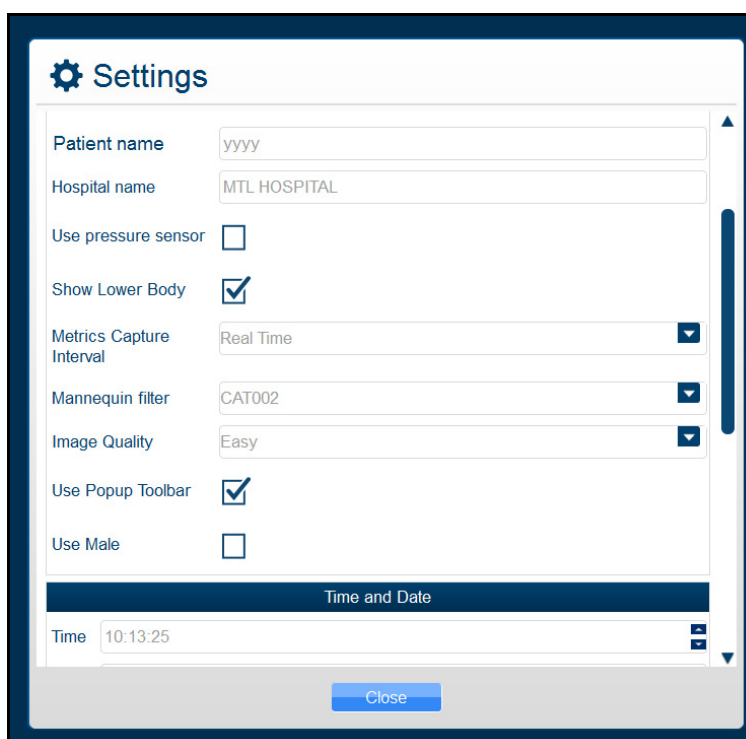 Settings
Patient name yyyy
Hospital name MTL HOSPITAL
Use pressure sensor
Show Lower Body
Metrics Capture
Interval
Real Time
Mannequin filter CAT002
Image Quality Easy
Use Popup Toolbar
Use Male
Time and Date
Time 10:13:25
Close